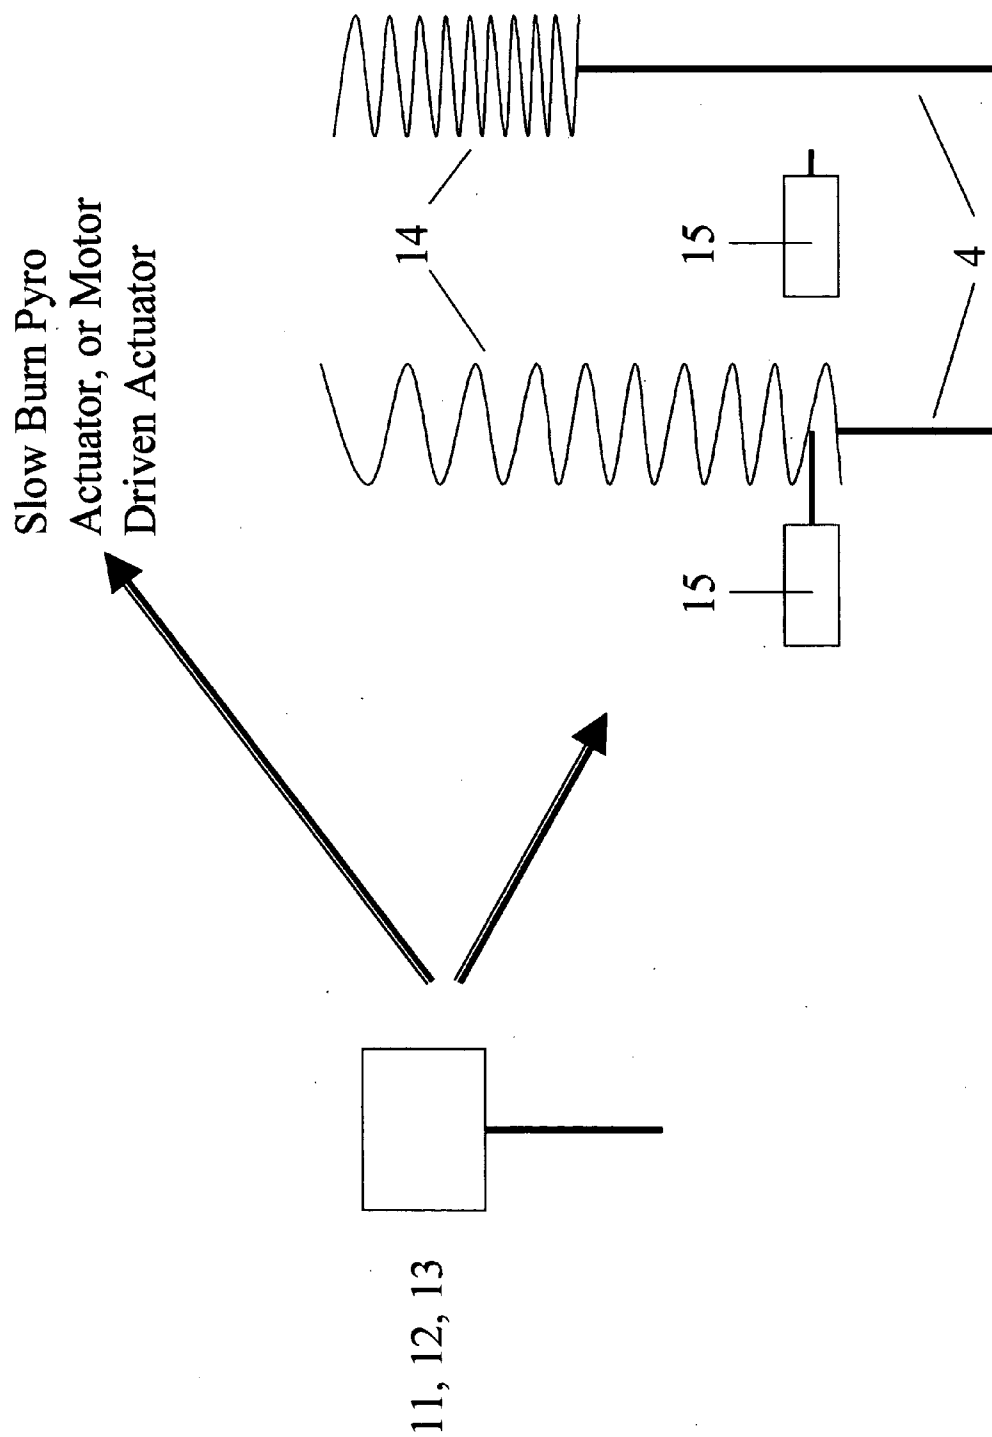 Slow Burn Pyro
Actuator, or Motor
Driven Actuator
11, 12, 13
14
15
15
4